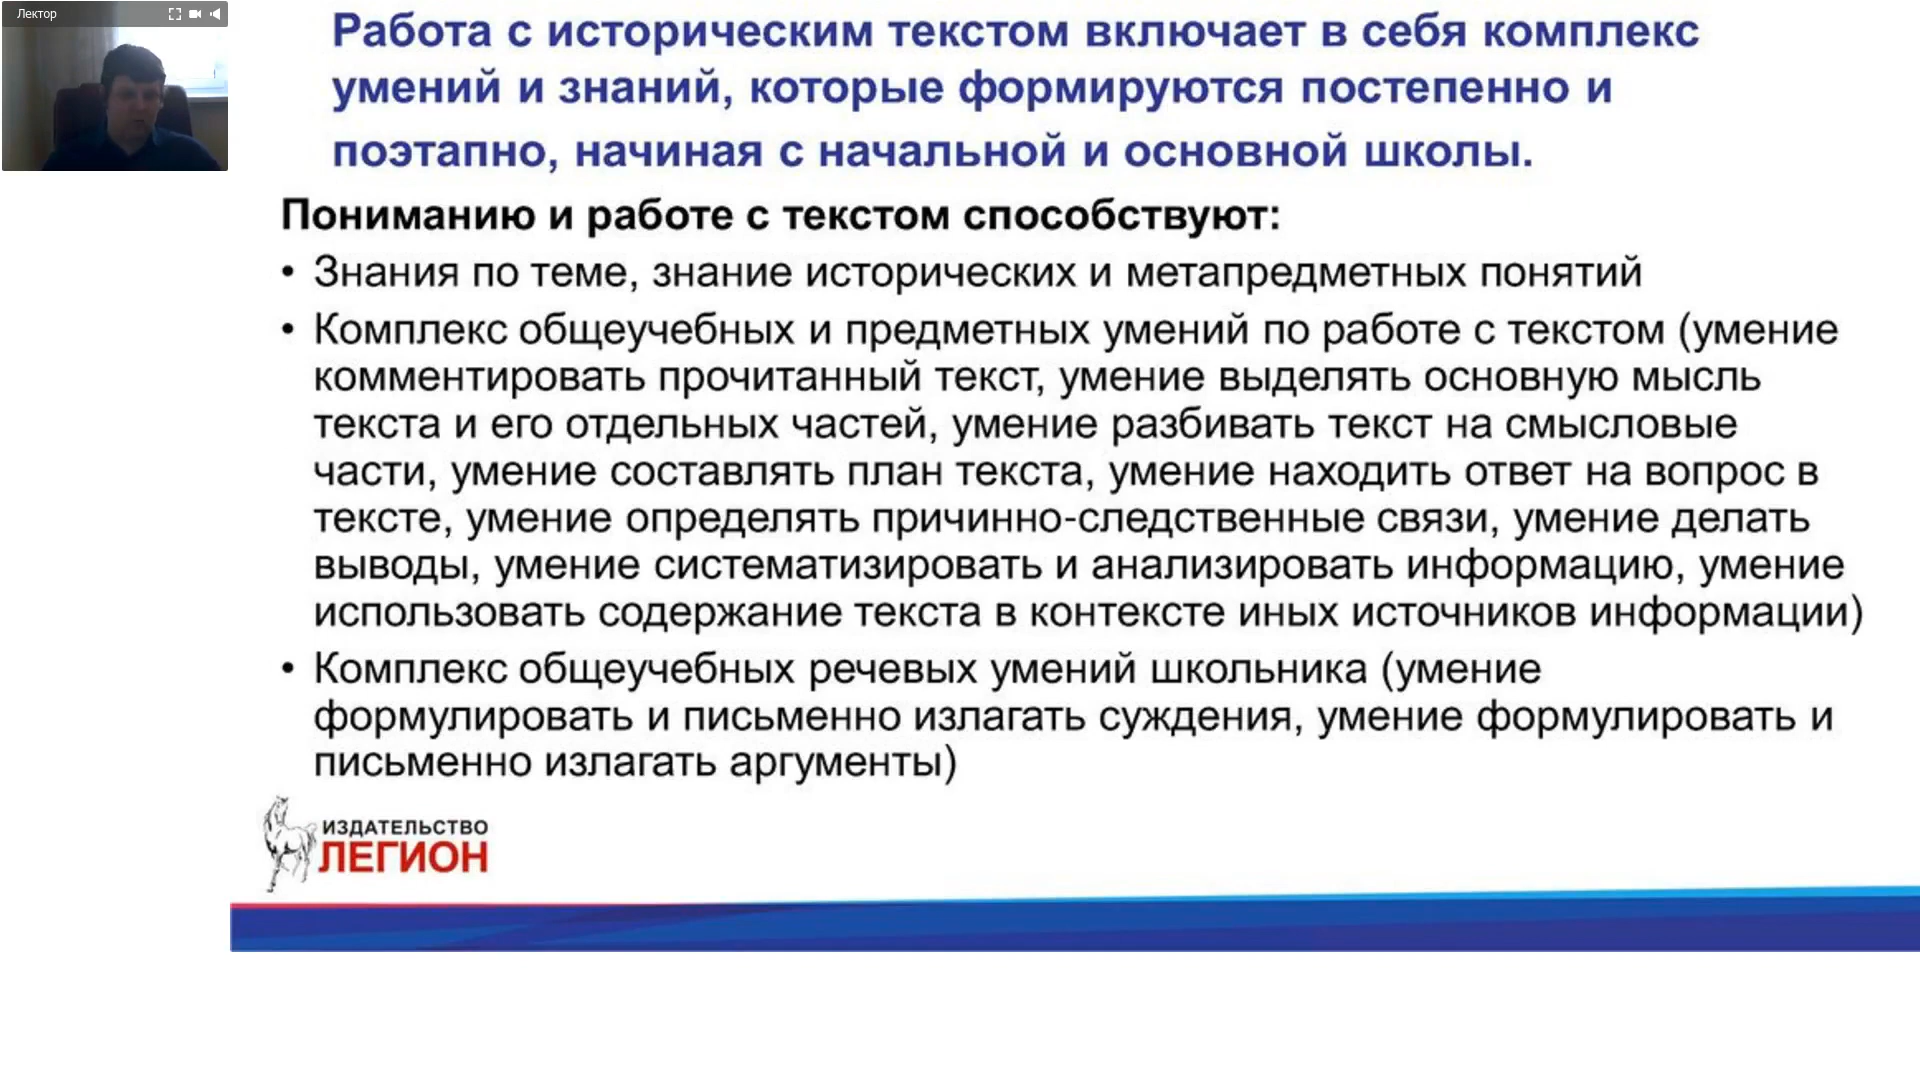 Лектор
Работа с историческим текстом включает в себя комплекс
умений и знаний, которые формируются постепенно и
поэтапно, начиная с начальной и основной школы.
Пониманию и работе с текстом способствуют:
• Знания по теме, знание исторических и метапредметных понятий
• Комплекс общеучебных и предметных умений по работе с текстом (умение
комментировать прочитанный текст, умение выделять основную мысль
текста и его отдельных частей, умение разбивать текст на смысловые
части, умение составлять план текста, умение находить ответ на вопрос в
тексте, умение определять причинно-следственные связи, умение делать
выводы, умение систематизировать и анализировать информацию, умение
использовать содержание текста в контексте иных источников информации)
• Комплекс общеучебных речевых умений школьника (умение
формулировать и письменно излагать суждения, умение формулировать и
письменно излагать аргументы)
ИЗДАТЕЛЬСТВО
ЛЕГИОН